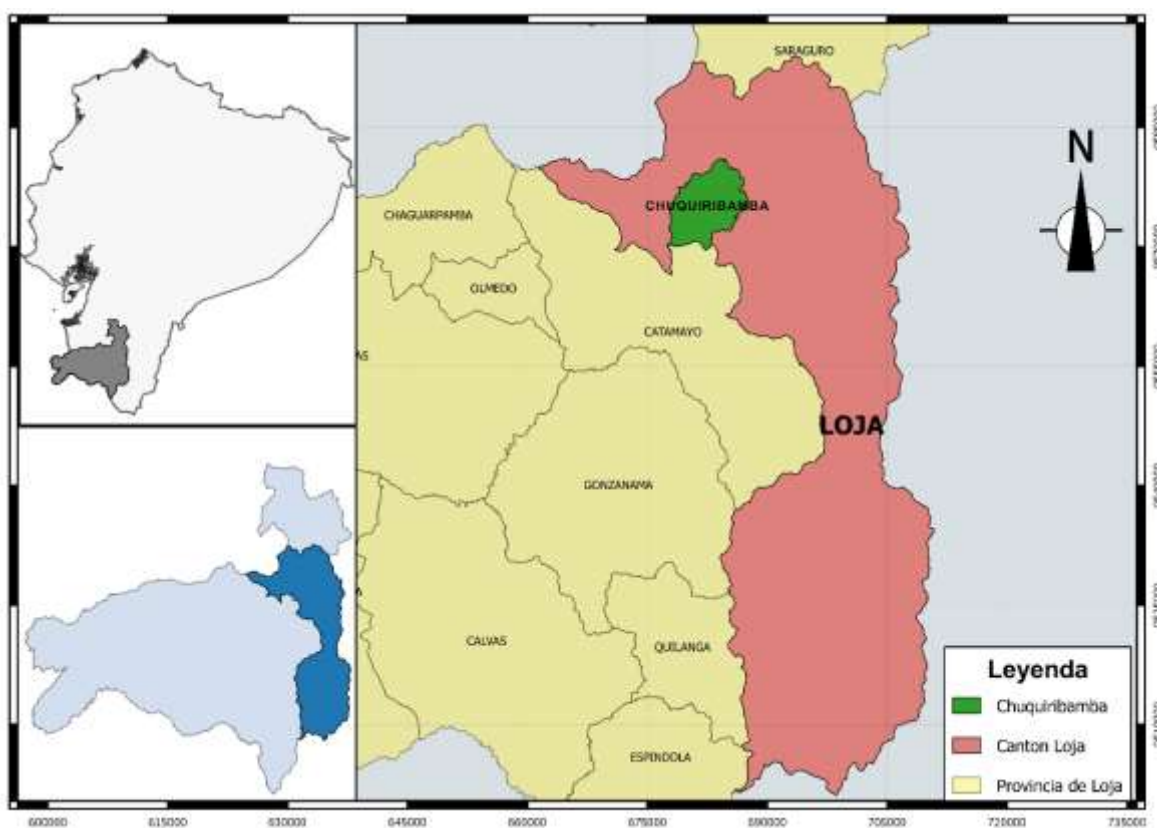 SARAGURO
N
CHAGUARPAMBA
CHUQUIRIBAMBA
OLMEDO
CATAMAYO
AS
LOJA
GONZANAMA
CALVAS
QUILANGA
ESPINDOLA
Leyenda
Chuquiribamba
Canton Loja
Provincia de Loja
600000 615000 630000 645000 660000 675000 690000 705000 720000 735000